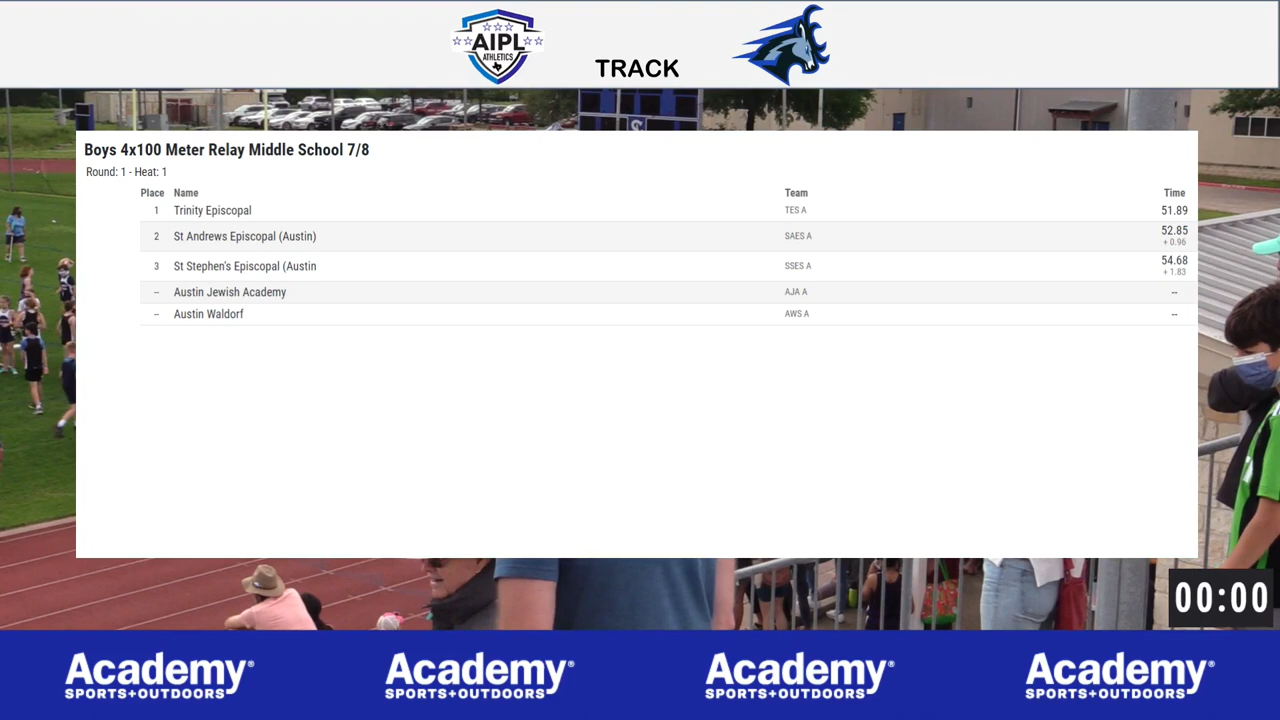 AIPL
ATHLETICS
TRACK
Boys 4x100 Meter Relay Middle School 7/8
Round: 1 - Heat: 1
Place Name Team Time
1 Trinity Episcopal TES A 51.89
2 St Andrews Episcopal (Austin) SAES A 52.85
+ 0.96
3 St Stephen's Episcopal (Austin SSES A 54.68
+ 1.83
-- Austin Jewish Academy AJA A --
-- Austin Waldorf AWS A --
00:00
Academy Academy Academy Academy
SPORTS+OUTDOORS SPORTS+OUTDOORS SPORTS+OUTDOORS SPORTS+OUTDOORS